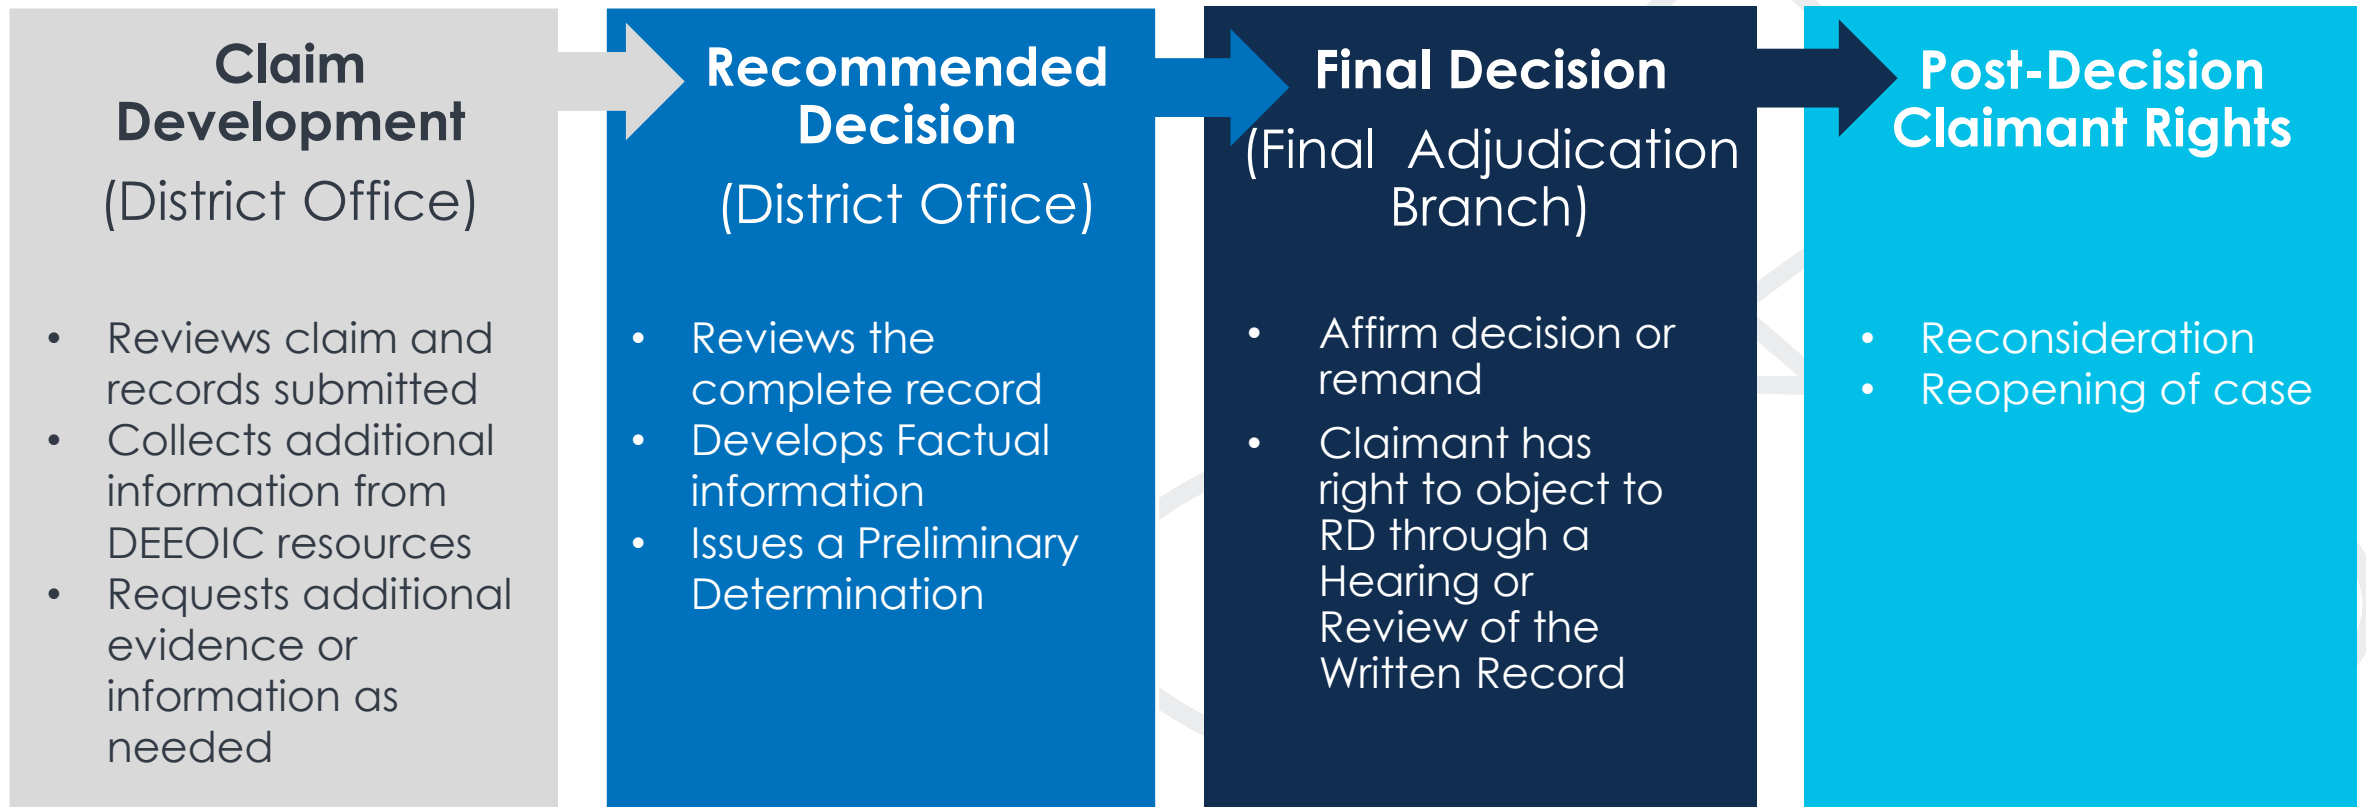 Claim
Development
(District Office)
• Reviews claim and
records submitted
• Collects additional
information from
DEEOIC resources
• Requests additional
evidence or
information as
needed
Recommended
Decision
(District Office)
• Reviews the
complete record
• Develops Factual
information
• Issues a Preliminary
Determination
Final Decision
(Final Adjudication
Branch)
• Affirm decision or
remand
• Claimant has
right to object to
RD through a
Hearing or
Review of the
Written Record
Post-Decision
Claimant Rights
• Reconsideration
• Reopening of case